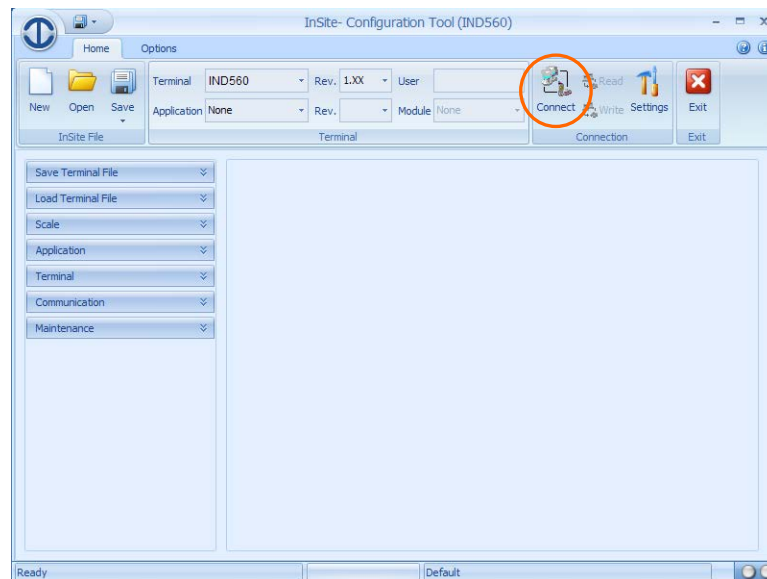 InSite- Configuration Tool (IND560)
Home Options
Terminal IND560 Rev. 1.XX User
Application None Rev. Module None
New Open Save
Connect Read Write Settings Exit
InSite File Terminal Connection Exit
Save Terminal File
Load Terminal File
Scale
Application
Terminal
Communication
Maintenance
Ready Default